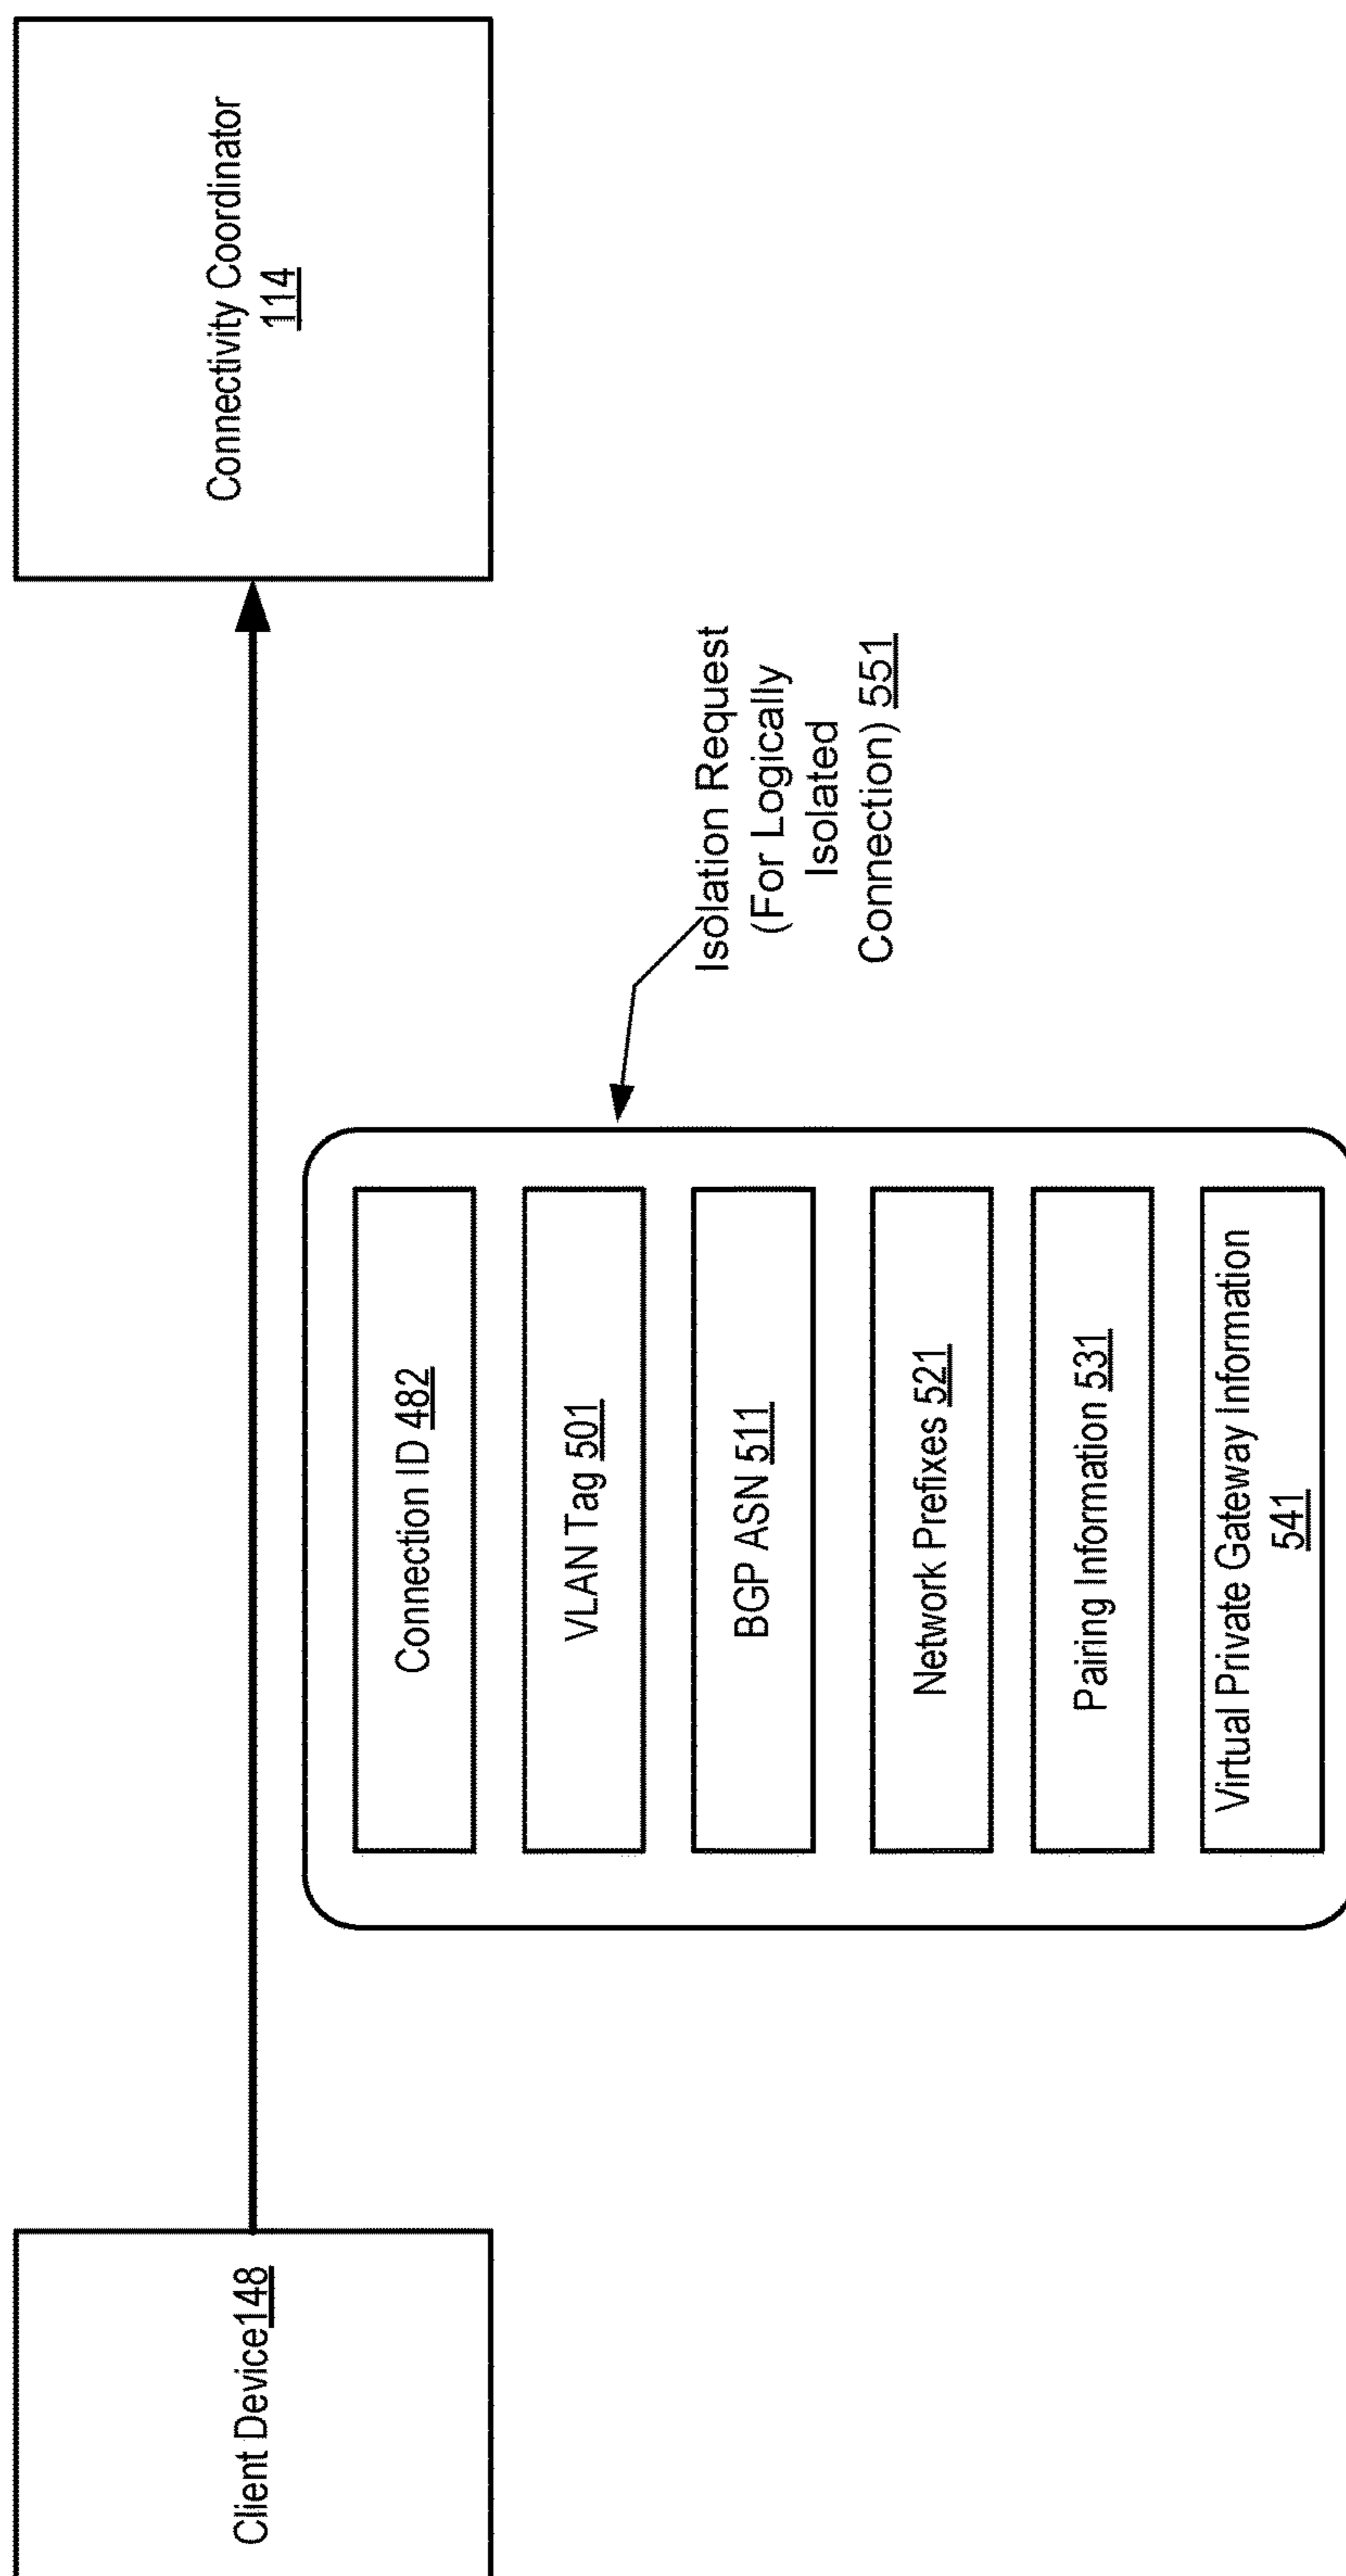 Client Device148
Connectivity Coordinator
114
Isolation Request
(For Logically
Isolated
Connection) 551
Connection ID 482
VLAN Tag 501
BGP ASN 511
Network Prefixes 521
Pairing Information 531
Virtual Private Gateway Information
541